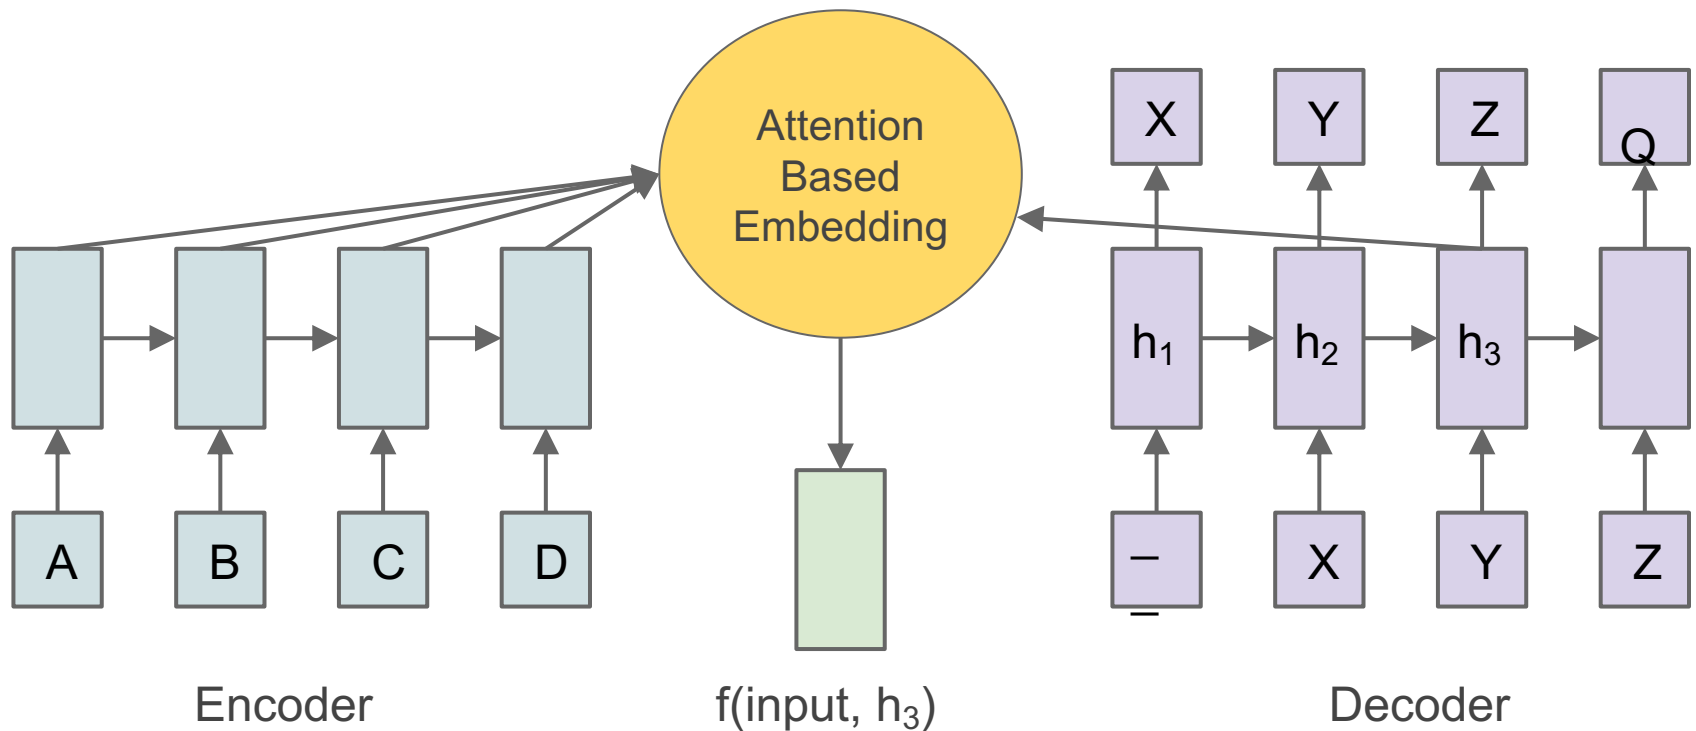 Attention
Based
Embedding
X Y Z Q
h₁ h₂ h₃
A B C D
_ X Y Z
_
Encoder
f(input, h₃)
Decoder